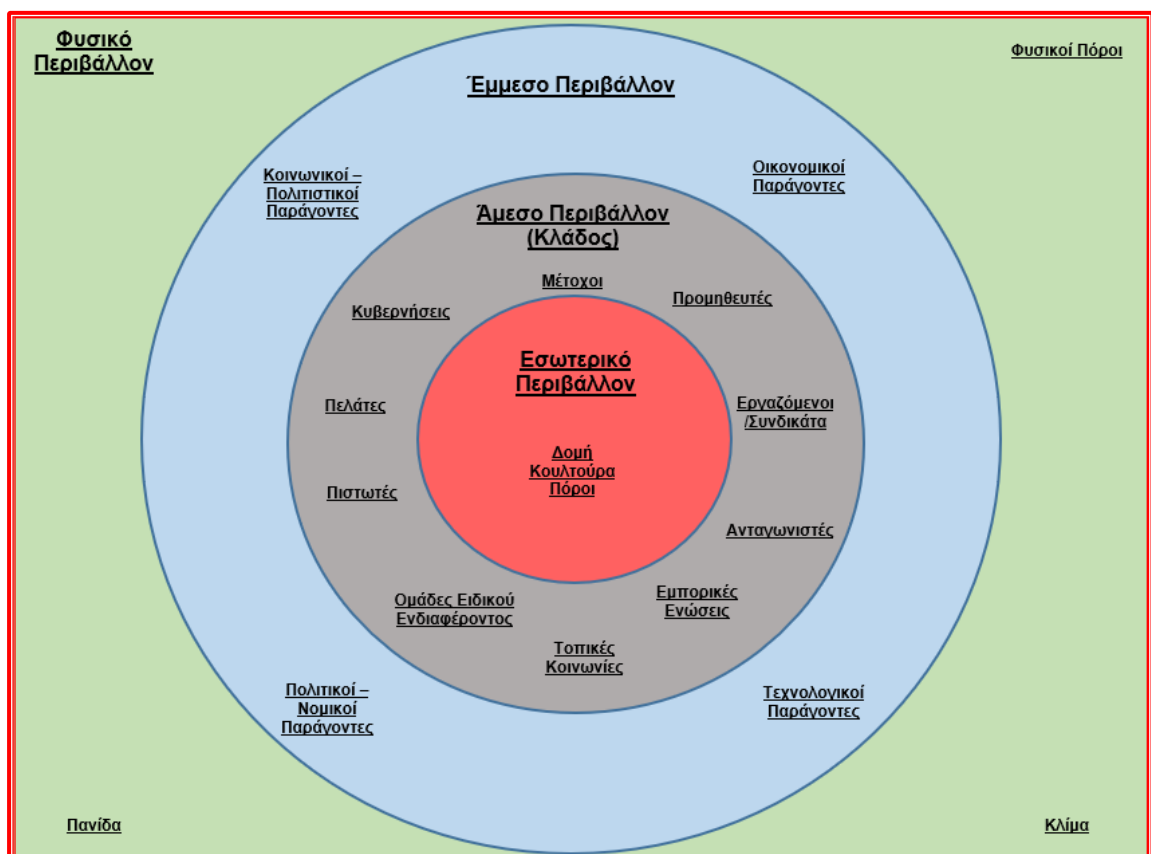 Φυσικό
Περιβάλλον
Φυσικοί Πόροι
Έμμεσο Περιβάλλον
Κοινωνικοί –
Πολιτιστικοί
Παράγοντες
Οικονομικοί
Παράγοντες
Άμεσο Περιβάλλον
(Κλάδος)
Μέτοχοι
Προμηθευτές
Κυβερνήσεις
Εσωτερικό
Περιβάλλον
Πελάτες
Εργαζόμενοι
/Συνδικάτα
Δομή
Κουλτούρα
Πόροι
Πιστωτές
Ανταγωνιστές
Ομάδες Ειδικού
Ενδιαφέροντος
Εμπορικές
Ενώσεις
Τοπικές
Κοινωνίες
Πολιτικοί –
Νομικοί
Παράγοντες
Τεχνολογικοί
Παράγοντες
Πανίδα
Κλίμα